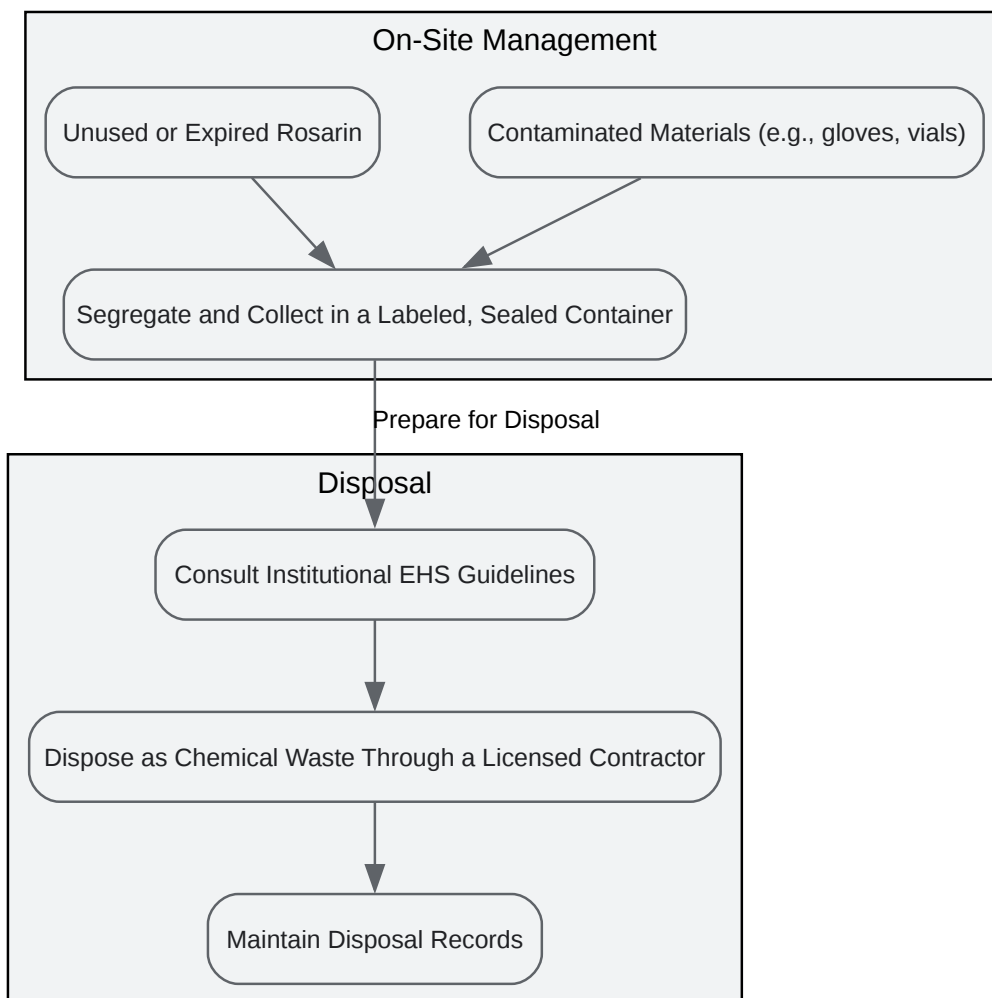 On-Site Management
Unused or Expired Rosarin
Contaminated Materials (e.g., gloves, vials)
Segregate and Collect in a Labeled, Sealed Container
Prepare for Disposal
Disposal
Consult Institutional EHS Guidelines
Dispose as Chemical Waste Through a Licensed Contractor
Maintain Disposal Records